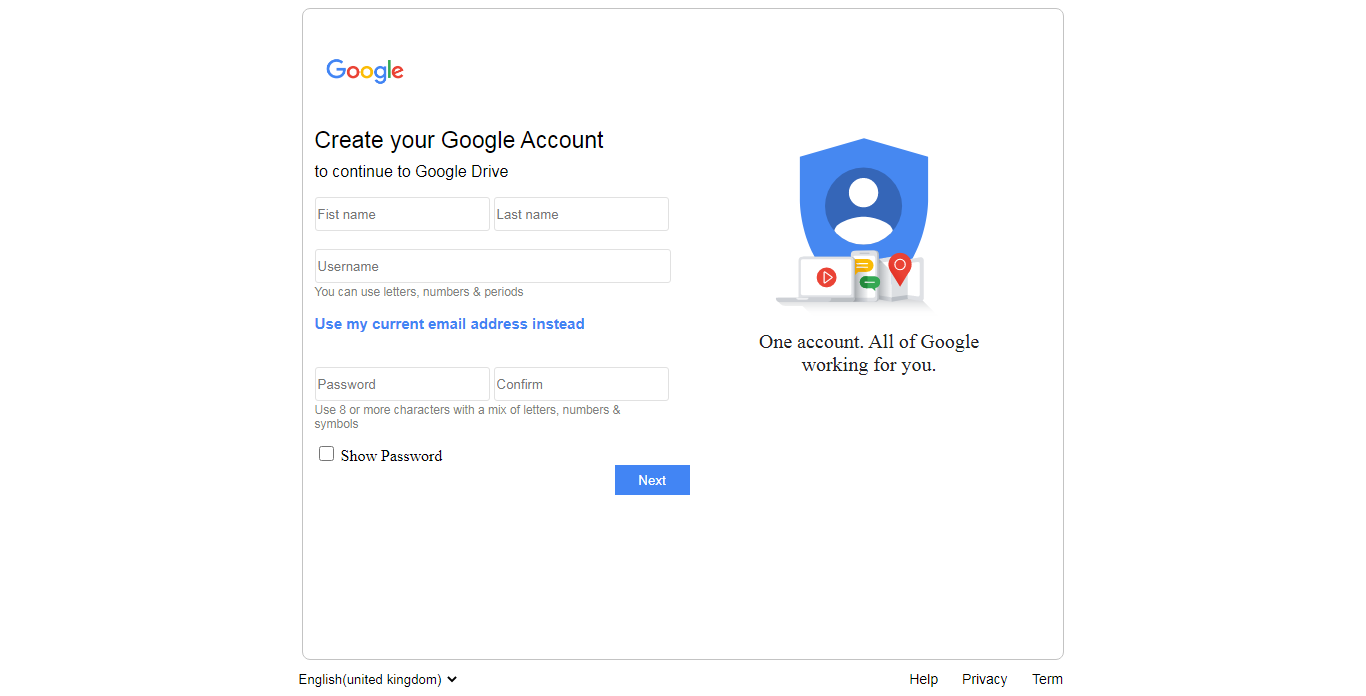 Google
Create your Google Account
to continue to Google Drive
Fist name
Last name
Username
You can use letters, numbers & periods
Use my current email address instead
Password
Confirm
Use 8 or more characters with a mix of letters, numbers &
symbols
Show Password
Next
One account. All of Google
working for you.
English(united kingdom)
Help
Privacy
Term